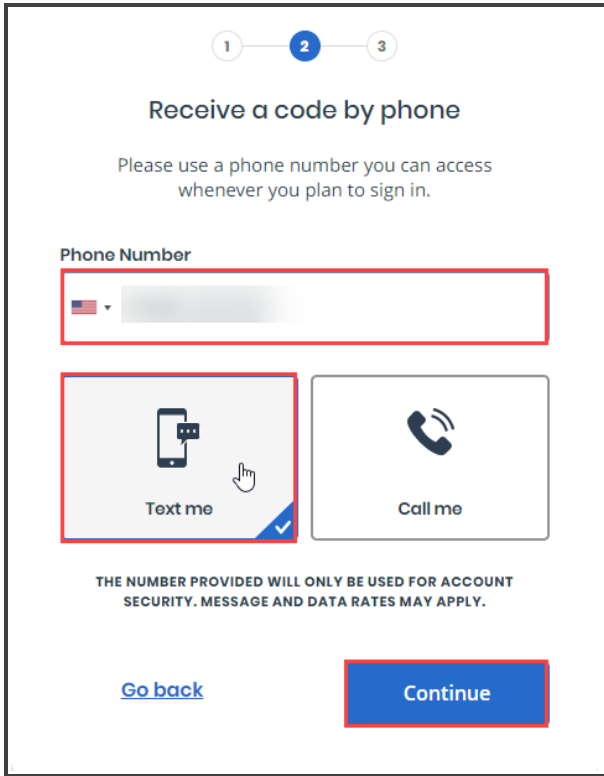 1 2 3
Receive a code by phone
Please use a phone number you can access
whenever you plan to sign in.
Phone Number
Text me
Call me
THE NUMBER PROVIDED WILL ONLY BE USED FOR ACCOUNT
SECURITY. MESSAGE AND DATA RATES MAY APPLY.
Go back
Continue